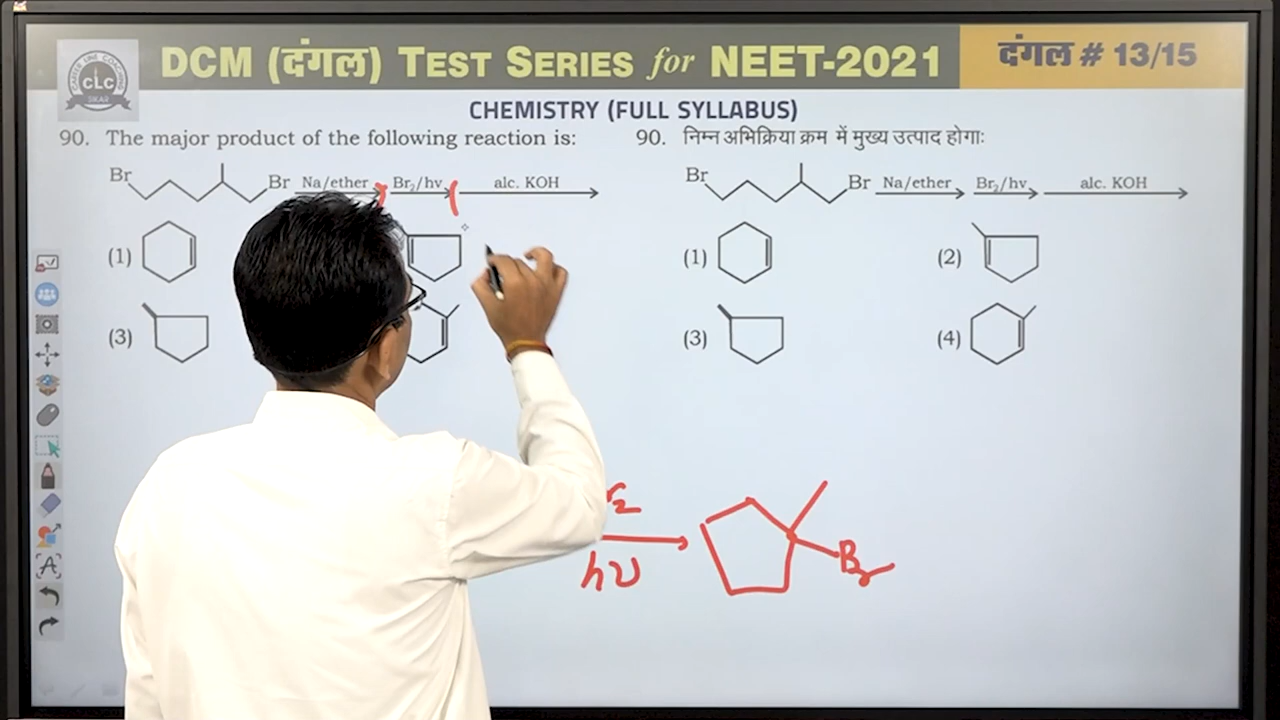 CLC
SIKAR
DCM (दंगल) TEST SERIES for NEET-2021
दंगल # 13/15
CHEMISTRY (FULL SYLLABUS)
90. The major product of the following reaction is:
Br Br Na/ether Br₂/hv alc. KOH
(1)
(3)
90. निम्न अभिक्रिया क्रम में मुख्य उत्पाद होगाः
Br Br Na/ether Br₂/hv alc. KOH
(1) (2)
(3) (4)
hν
Br